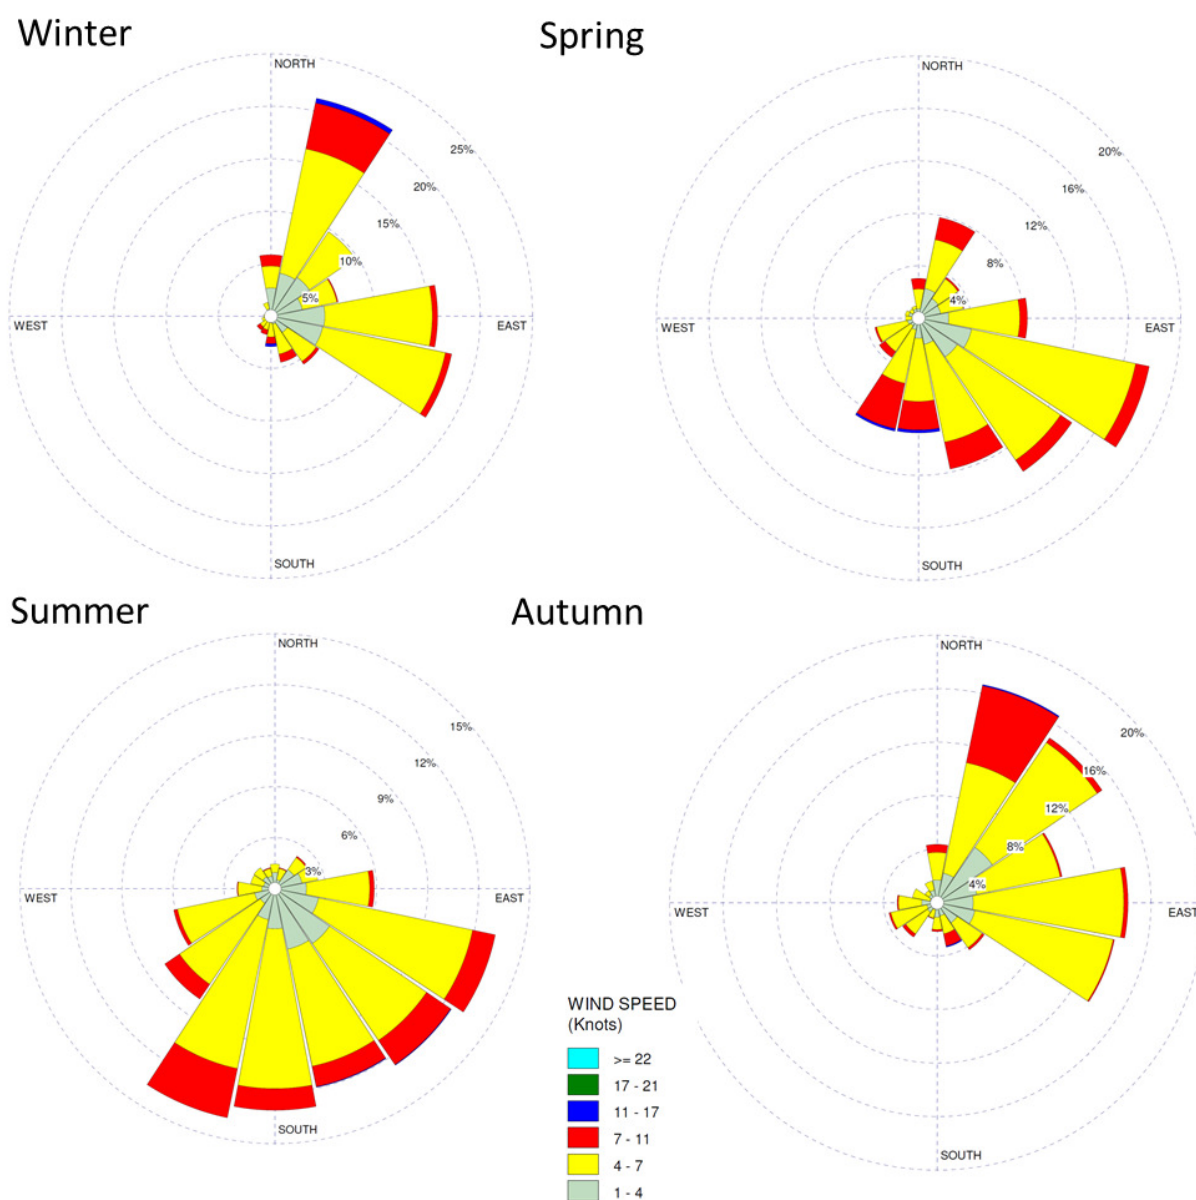 Winter
NORTH
25%
20%
15%
10%
5%
WEST
EAST
SOUTH
Spring
NORTH
20%
16%
12%
8%
4%
WEST
EAST
SOUTH
Summer
NORTH
15%
12%
9%
6%
3%
WEST
EAST
SOUTH
Autumn
NORTH
20%
16%
12%
8%
4%
WEST
EAST
SOUTH
WIND SPEED
(Knots)
>= 22
17 - 21
11 - 17
7 - 11
4 - 7
1 - 4